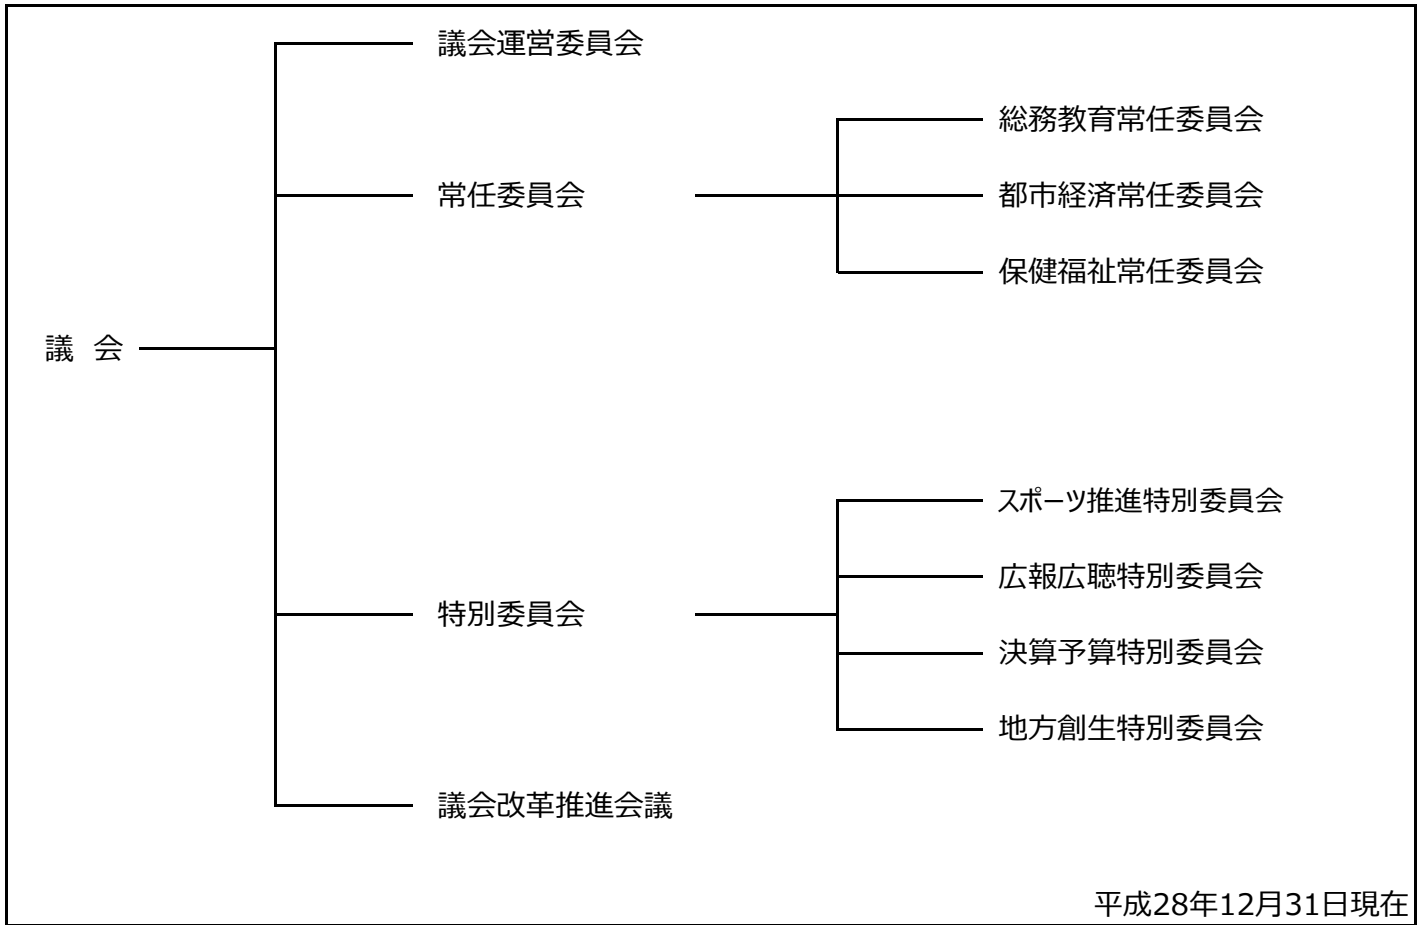 議会運営委員会
総務教育常任委員会
常任委員会
都市経済常任委員会
保健福祉常任委員会
議 会
スポーツ推進特別委員会
広報広聴特別委員会
特別委員会
決算予算特別委員会
地方創生特別委員会
議会改革推進会議
平成28年12月31日現在